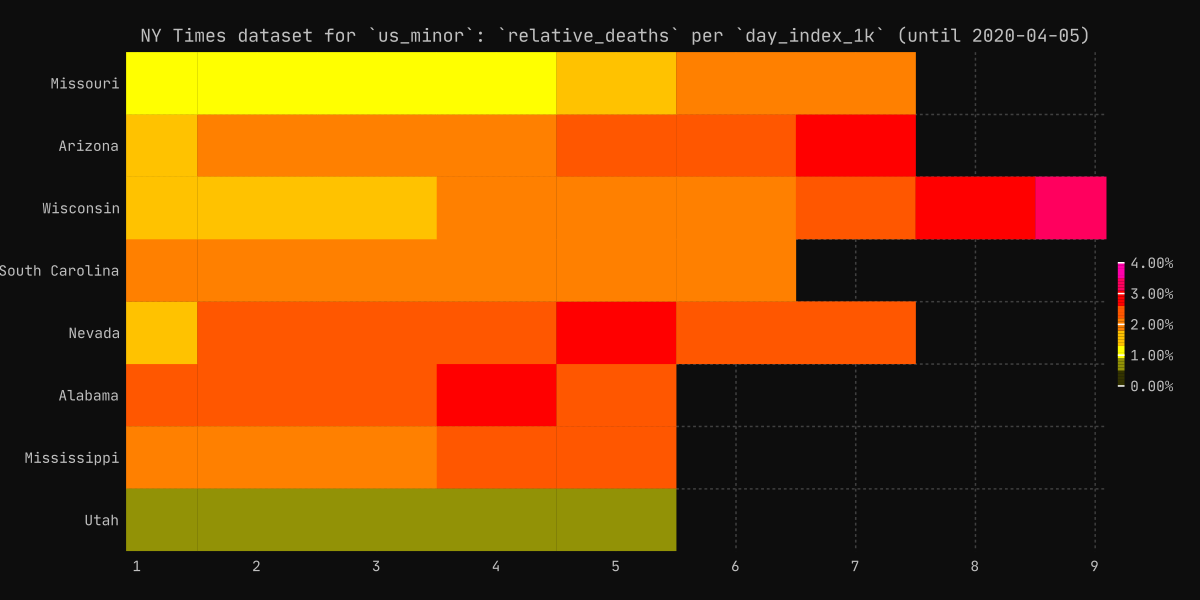 NY Times dataset for `us_minor`: `relative_deaths` per `day_index_1k` (until 2020-04-05)
Missouri
Arizona
Wisconsin
South Carolina
Nevada
Alabama
Mississippi
Utah
1 2 3 4 5 6 7 8 9
4.00%
3.00%
2.00%
1.00%
0.00%